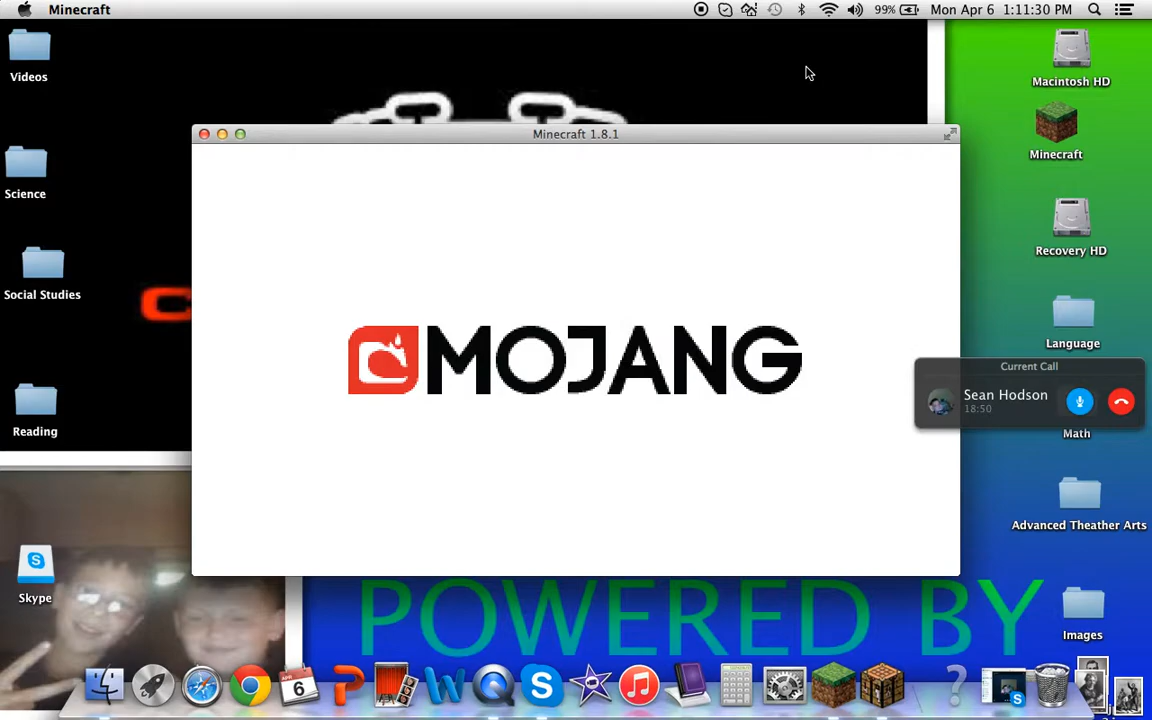 Minecraft
99%
Mon Apr 6 1:11:30 PM
Videos
Macintosh HD
Minecraft 1.8.1
Minecraft
Science
Recovery HD
Social Studies
Language
MOJANG
Current Call
Sean Hodson
18:50
Reading
Math
Advanced Theather Arts
Skype
POWERED BY
Images
6